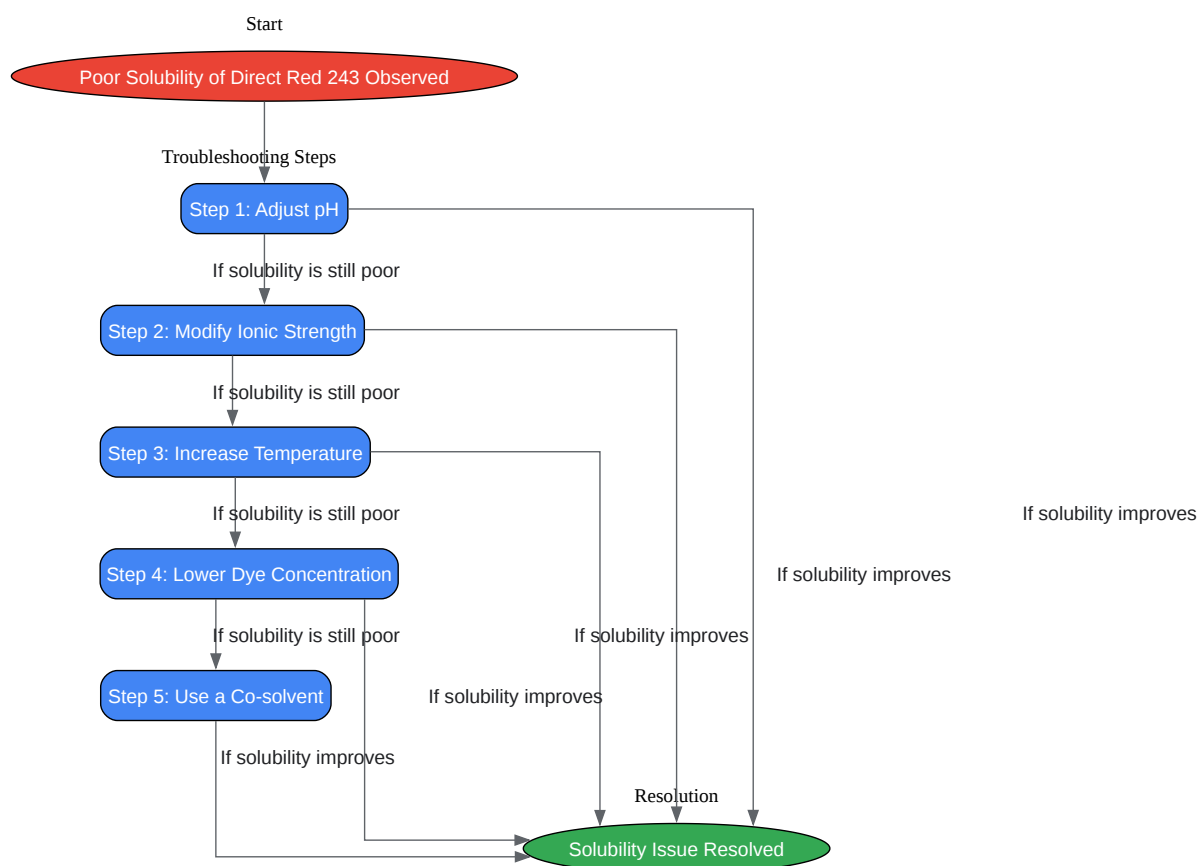 Start
Poor Solubility of Direct Red 243 Observed
Troubleshooting Steps
Step 1: Adjust pH
If solubility is still poor
Step 2: Modify Ionic Strength
If solubility is still poor
Step 3: Increase Temperature
If solubility is still poor
If solubility improves
Step 4: Lower Dye Concentration
If solubility improves
If solubility is still poor
If solubility improves
Step 5: Use a Co-solvent
If solubility improves
If solubility improves
Resolution
Solubility Issue Resolved